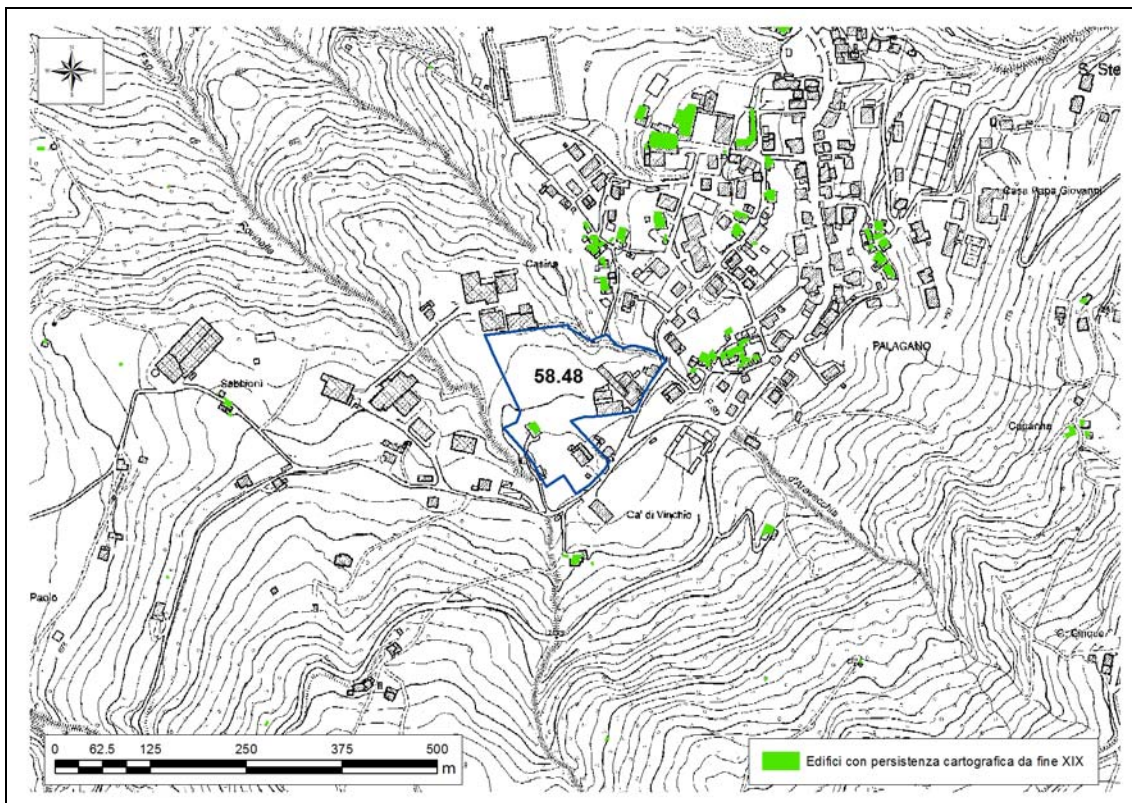 S. Ste
Casa Papa Giovanni
Casina
PALAGANO
58.48
Sabbioni
Capanna
Ca' di Vinchio
Paolo
0 62.5 125 250 375 500
m
Edifici con persistenza cartografica da fine XIX